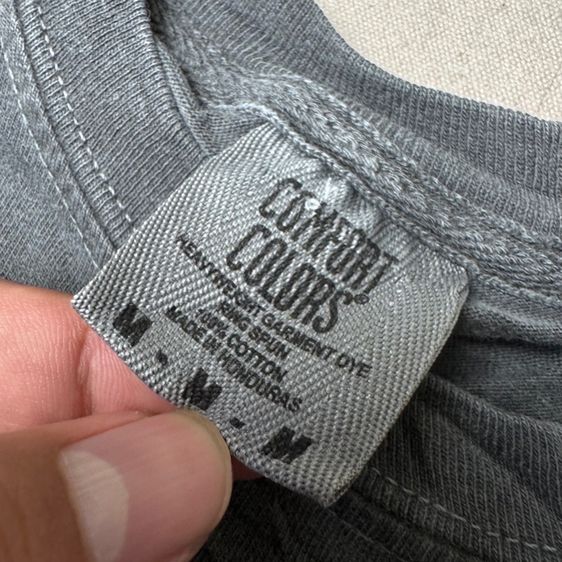 COMFORT
COLORS®
HEAVYWEIGHT GARMENT DYE
RING SPUN
100% COTTON
MADE IN HONDURAS
M - M - M